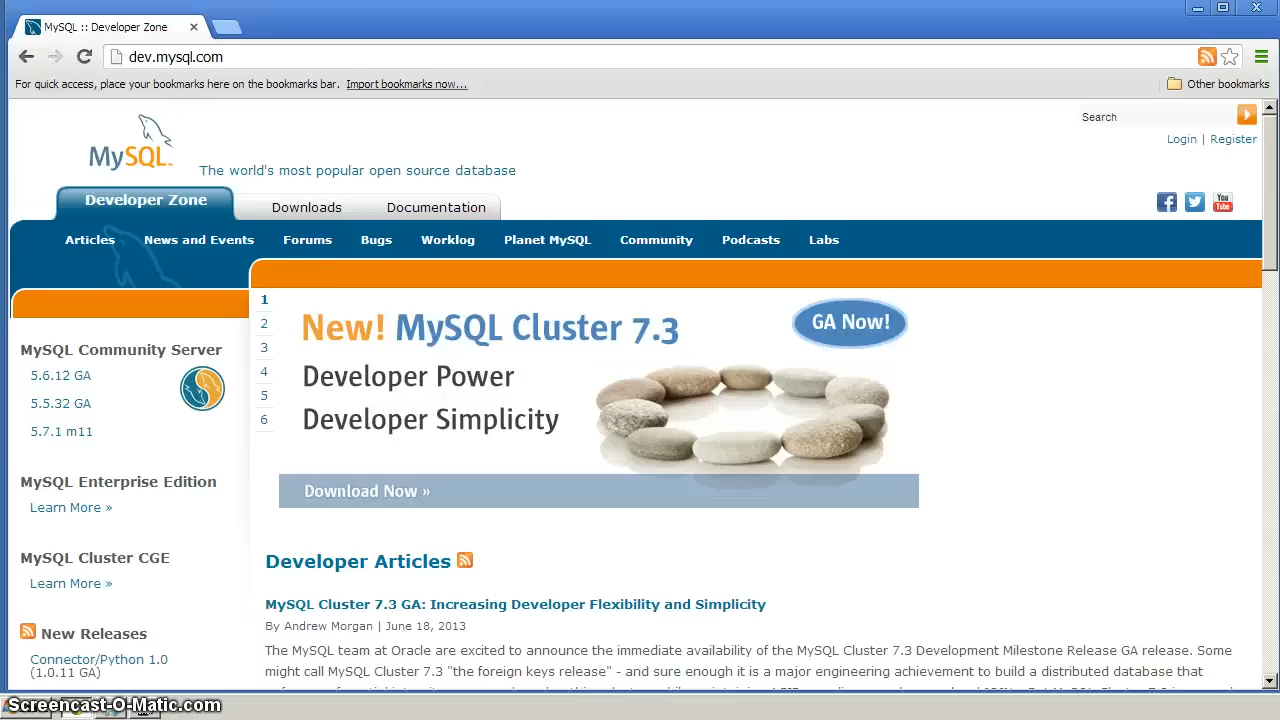 MySQL :: Developer Zone
dev.mysql.com
For quick access, place your bookmarks here on the bookmarks bar. Import bookmarks now... Other bookmarks
Search
Login | Register
MySQL™
The world's most popular open source database
Developer Zone Downloads Documentation
You Tube
Articles News and Events Forums Bugs Worklog Planet MySQL Community Podcasts Labs
1
2
3
4
5
6
New! MySQL Cluster 7.3
GA Now!
Developer Power
Developer Simplicity
Download Now »
MySQL Community Server
5.6.12 GA
5.5.32 GA
5.7.1 m11
MySQL Enterprise Edition
Learn More »
MySQL Cluster CGE
Learn More »
New Releases
Connector/Python 1.0
(1.0.11 GA)
Developer Articles
MySQL Cluster 7.3 GA: Increasing Developer Flexibility and Simplicity
By Andrew Morgan | June 18, 2013
The MySQL team at Oracle are excited to announce the immediate availability of the MySQL Cluster 7.3 Development Milestone Release GA release. Some
might call MySQL Cluster 7.3 "the foreign keys release" - and sure enough it is a major engineering achievement to build a distributed database that
Screencast-O-Matic.com